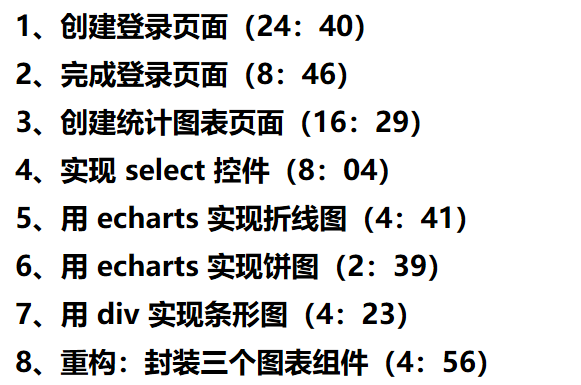 1、创建登录页面（24：40）
2、完成登录页面（8：46）
3、创建统计图表页面（16：29）
4、实现 select 控件（8：04）
5、用 echarts 实现折线图（4：41）
6、用 echarts 实现饼图（2：39）
7、用 div 实现条形图（4：23）
8、重构：封装三个图表组件（4：56）